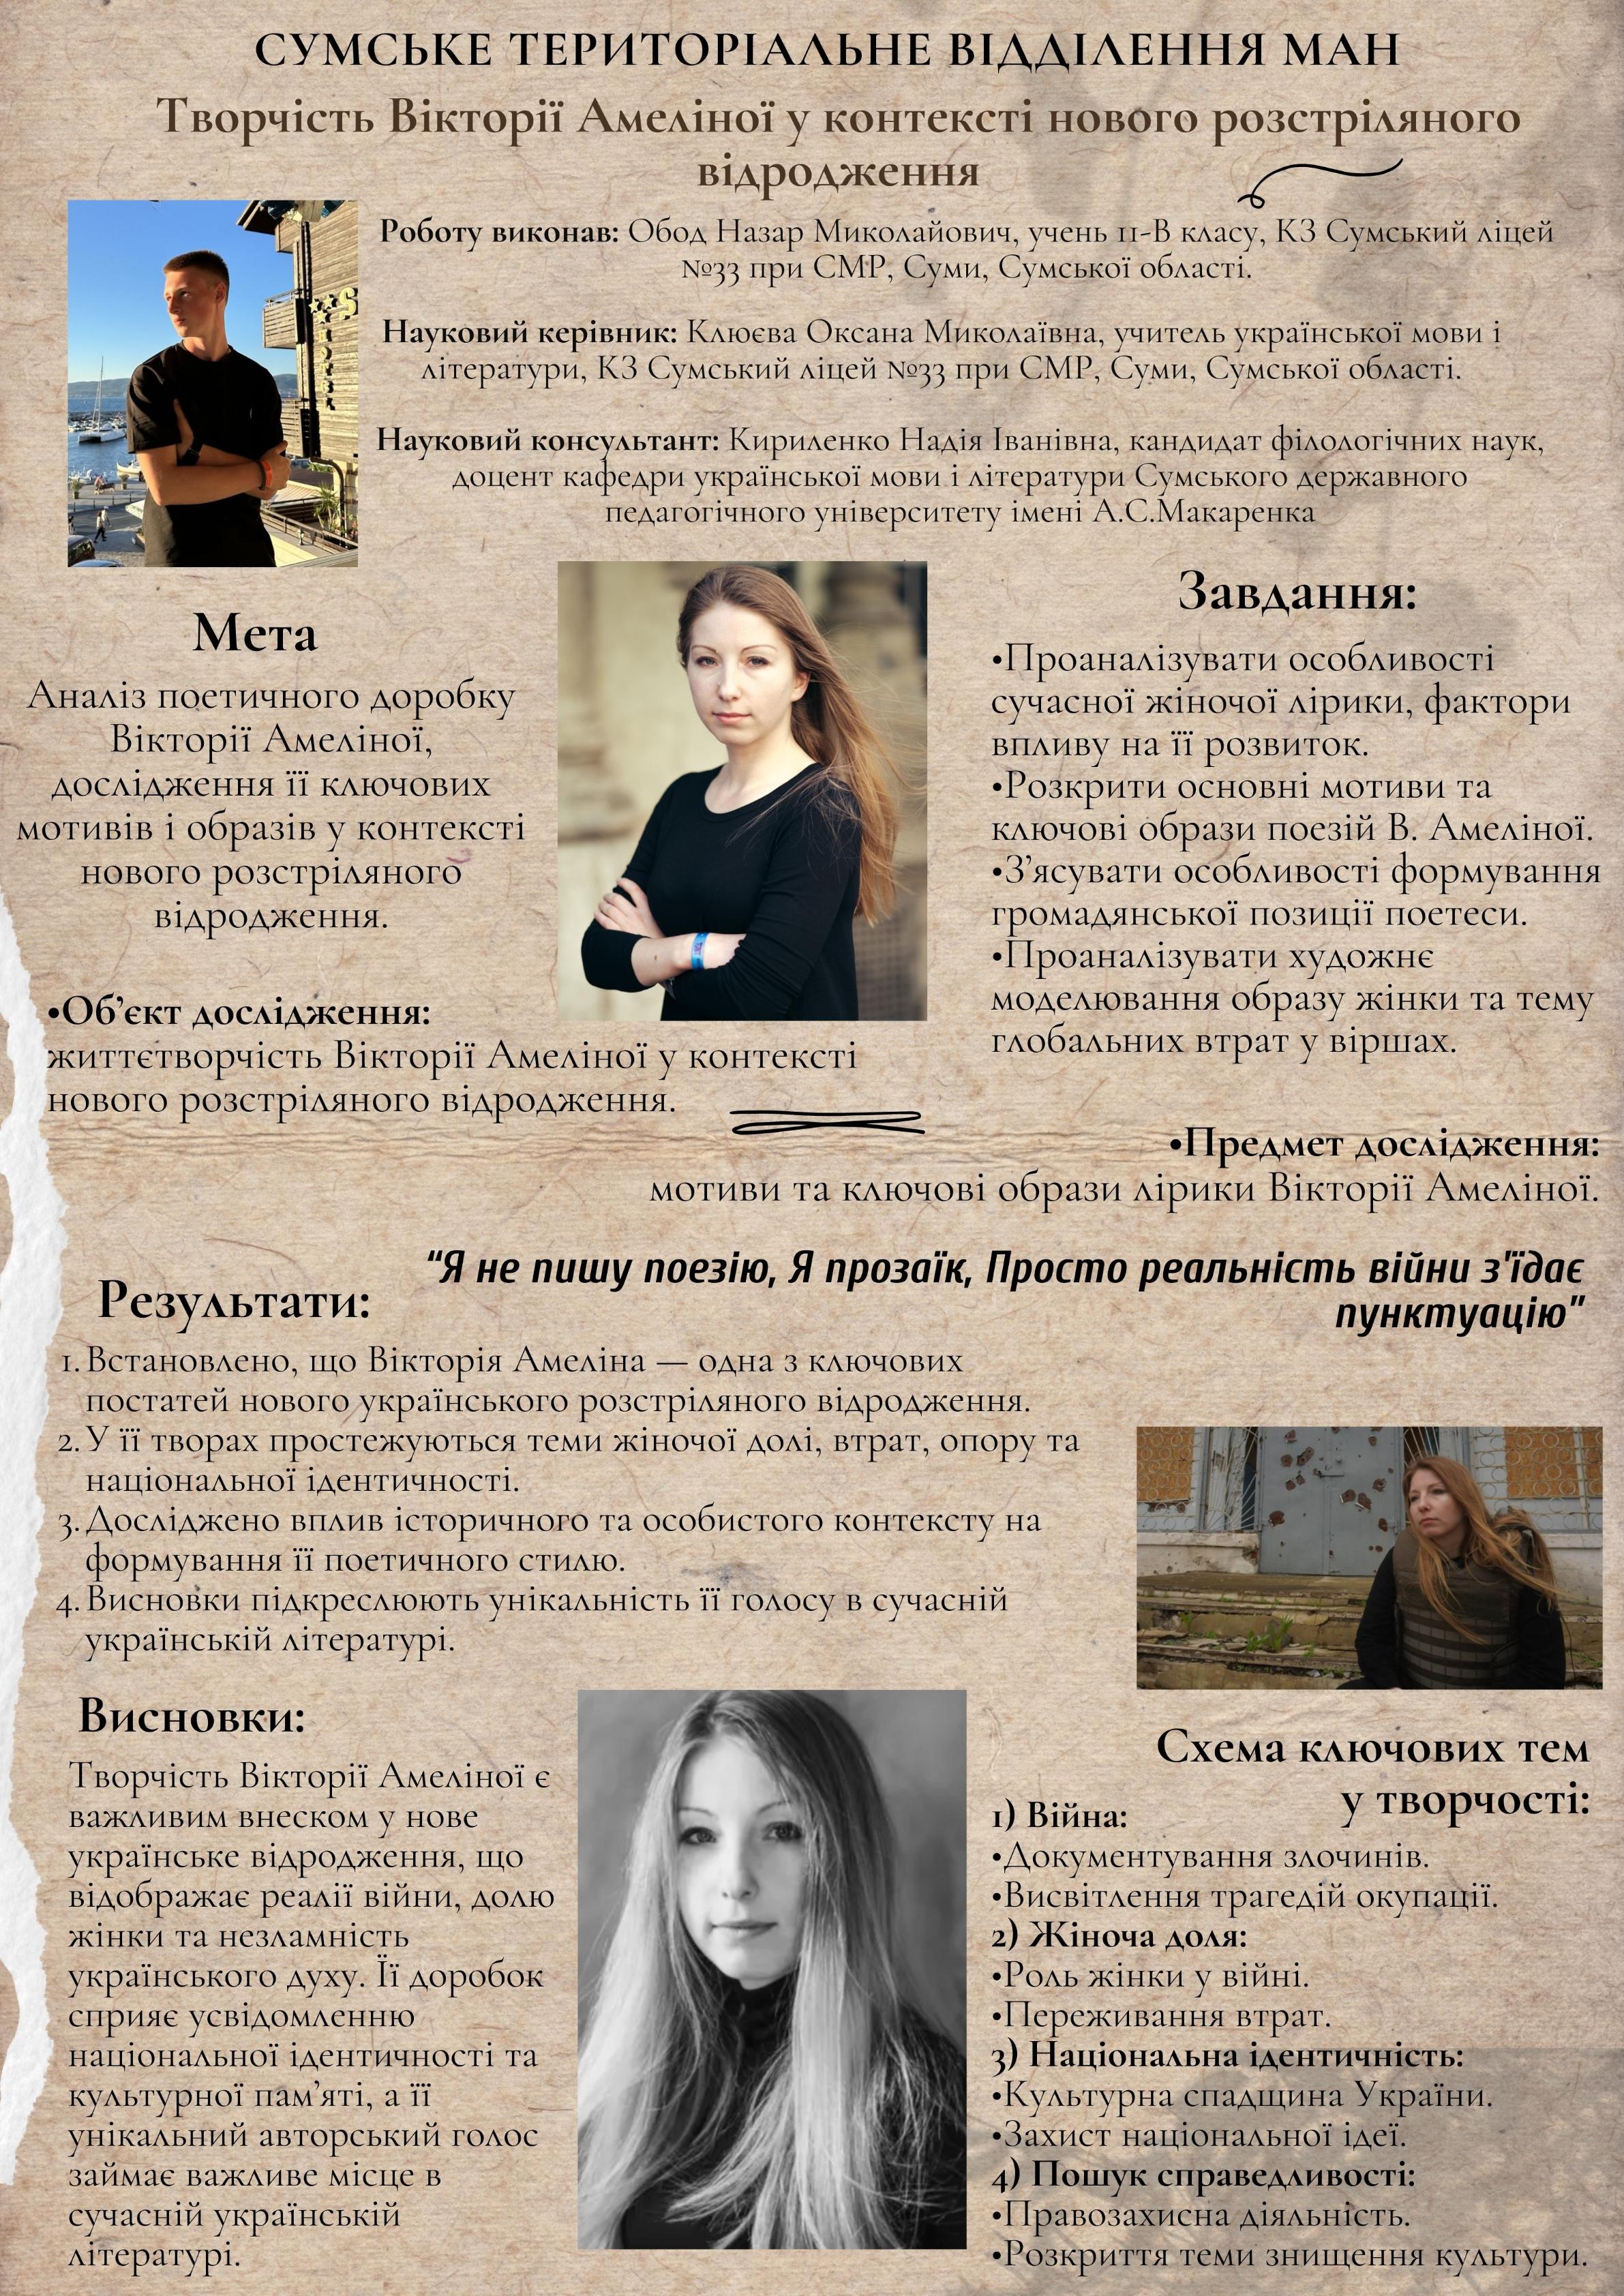 СУМСЬКЕ ТЕРИТОРІАЛЬНЕ ВІДДІЛЕННЯ МАН
Творчість Вікторії Амеліної у контексті нового розстріляного
відродження
Роботу виконав: Обод Назар Миколайович, учень 11-В класу, КЗ Сумський ліцей
№33 при СМР, Суми, Сумської області.
Науковий керівник: Клюєва Оксана Миколаївна, учитель української мови і
літератури, КЗ Сумський ліцей №33 при СМР, Суми, Сумської області.
Науковий консультант: Кириленко Надія Іванівна, кандидат філологічних наук,
доцент кафедри української мови і літератури Сумського державного
педагогічного університету імені А.С.Макаренка
Мета
Аналіз поетичного доробку
Вікторії Амеліної,
дослідження її ключових
мотивів і образів у контексті
нового розстріляного
відродження.
•Об’єкт дослідження:
життєтворчість Вікторії Амеліної у контексті
нового розстріляного відродження.
Завдання:
•Проаналізувати особливості
сучасної жіночої лірики, фактори
впливу на її розвиток.
•Розкрити основні мотиви та
ключові образи поезій В. Амеліної.
•З’ясувати особливості формування
громадянської позиції поетеси.
•Проаналізувати художнє
моделювання образу жінки та тему
глобальних втрат у віршах.
•Предмет дослідження:
мотиви та ключові образи лірики Вікторії Амеліної.
“Я не пишу поезію, Я прозаїк, Просто реальність війни з'їдає
пунктуацію”
Результати:
1. Встановлено, що Вікторія Амеліна — одна з ключових
постатей нового українського розстріляного відродження.
2. У її творах простежуються теми жіночої долі, втрат, опору та
національної ідентичності.
3. Досліджено вплив історичного та особистого контексту на
формування її поетичного стилю.
4. Висновки підкреслюють унікальність її голосу в сучасній
українській літературі.
Висновки:
Творчість Вікторії Амеліної є
важливим внеском у нове
українське відродження, що
відображає реалії війни, долю
жінки та незламність
українського духу. Її доробок
сприяє усвідомленню
національної ідентичності та
культурної пам’яті, а її
унікальний авторський голос
займає важливе місце в
сучасній українській
літературі.
Схема ключових тем
у творчості:
1) Війна:
•Документування злочинів.
•Висвітлення трагедій окупації.
2) Жіноча доля:
•Роль жінки у війні.
•Переживання втрат.
3) Національна ідентичність:
•Культурна спадщина України.
•Захист національної ідеї.
4) Пошук справедливості:
•Правозахисна діяльність.
•Розкриття теми знищення культури.